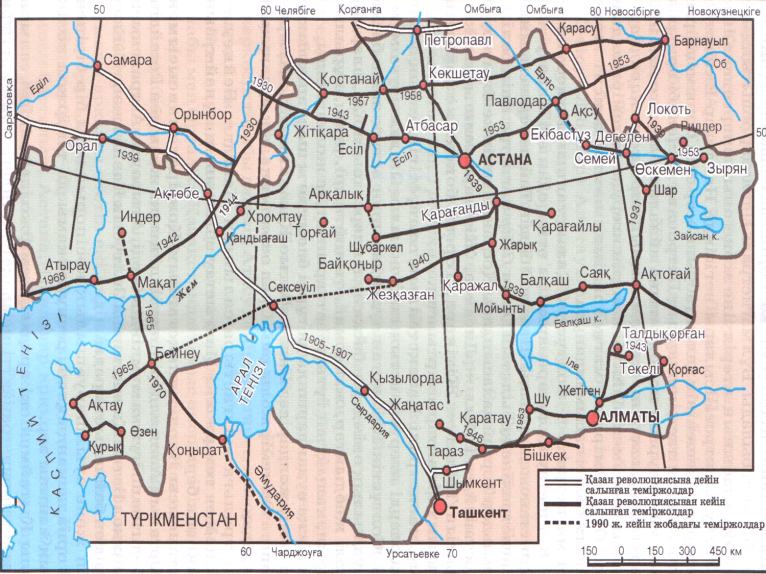 50
60 Челябіге
Қорғанға
Омбыға
Омбыға
80 Новосібірге
Новокузнецкіге
Саратовқа
Самара
Еділ
Петропавл
Қарасу
Барнауыл
Об
1953
Орынбор
1930
1930
Қостанай
1957
1958
Көкшетау
Ертіс
Павлодар
Ақсу
Локоть
Риддер
50
Орал
1939
1943
Жітіқара
Есіл
Атбасар
Есіл
1953
АСТАНА
1939
Екібастұз
Дегелен
Семей
1930
1953
Өскемен
Зырян
Шар
Ақтөбе
1944
Хромтау
Қандыағаш
Арқалық
Торғай
Шұбаркөл
Қарағанды
Қарағайлы
1931
Зайсан к.
Индер
1942
Атырау
1968
Мақат
Жем
Байқоңыр
1940
Жезқазған
Жарық
Қаражал
1939
Мойынты
Балқаш
Саяқ
Ақтоғай
Сексеуіл
1965
Балқаш к.
Талдықорған
1943
Текелі
Қорғас
Іле
1905-1907
Бейнеу
1965
1970
АРАЛ
ТЕҢІЗІ
Қызылорда
Сырдария
Жаңатас
Қаратау
1946
Тараз
Шу
1953
Жетіген
АЛМАТЫ
Бішкек
Ақтау
Құрық
Өзен
Қоңырат
Әмудария
Шымкент
Ташкент
КАСПИЙ ТЕҢІЗІ
ТҮРІКМЕНСТАН
60
Чарджоуға
Урсатьевке
70
Қазан революциясына дейін
салынған теміржолдар
Қазан революциясынан кейін
салынған теміржолдар
1990 ж. кейін жобадағы теміржолдар
150 0 150 300 450 км